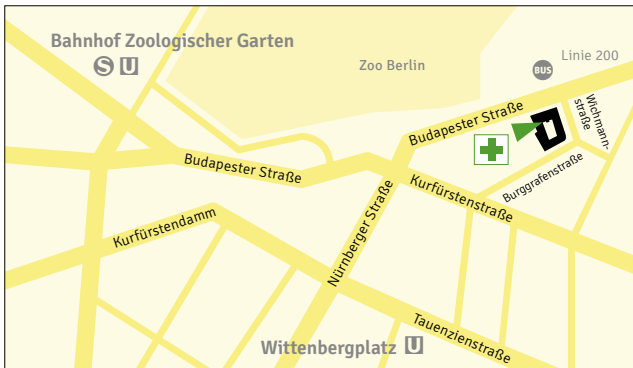 Bahnhof Zoologischer Garten
S U
Zoo Berlin
BUS
Linie 200
Budapester Straße
Wichmann-
straße
Burggrafenstraße
Budapester Straße
Kurfürstenstraße
Nürnberger Straße
Kurfürstendamm
Tauenzienstraße
Wittenbergplatz U